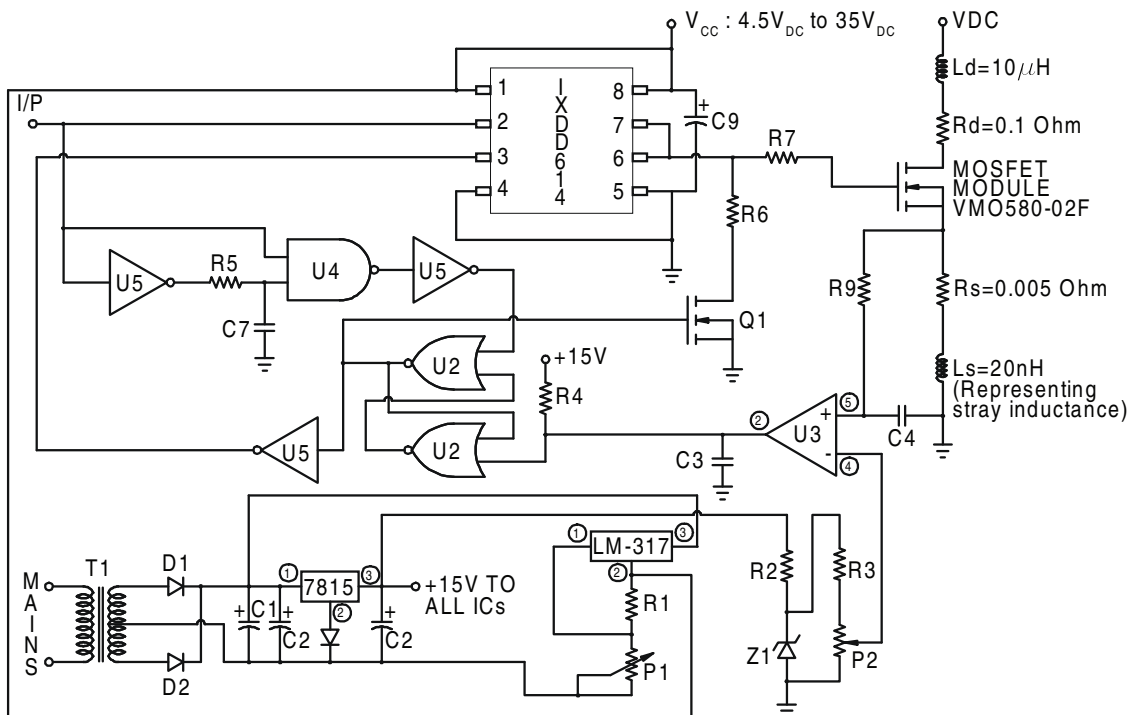 V_CC : 4.5V_DC to 35V_DC
VDC
Ld=10μH
Rd=0.1 Ohm
MOSFET
MODULE
VMO580-02F
I/P
1
2
3
4
IXDD614
8
7
6
5
+
C9
R7
R6
U5
R5
U4
U5
C7
Q1
R9
Rs=0.005 Ohm
Ls=20nH
(Representing
stray inductance)
U2
+15V
R4
U2
U5
②
U3
+
-
⑤
④
C4
C3
MAINS
T1
D1
D2
+
C1
+
C2
①
7815
③
②
+
C2
+15V TO
ALL ICs
①
LM-317
③
②
R1
P1
R2
Z1
R3
P2